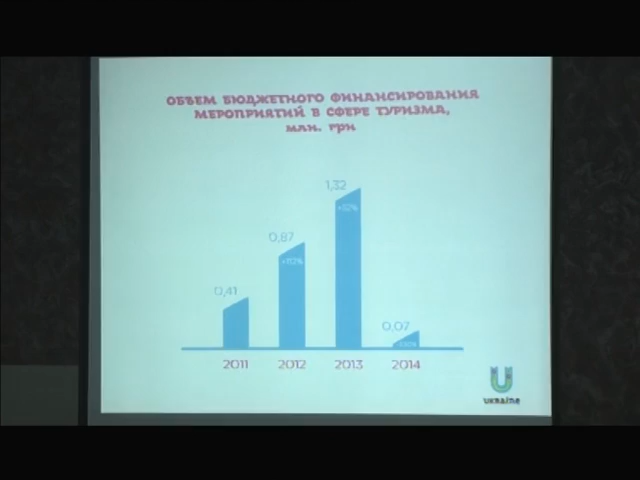 ОБЪЕМ БЮДЖЕТНОГО ФИНАНСИРОВАНИЯ
МЕРОПРИЯТИЙ В СФЕРЕ ТУРИЗМА,
млн. грн
1,32
0,87
+112%
0,41
0,07
2011 2012 2013 2014
U
UKRAINE